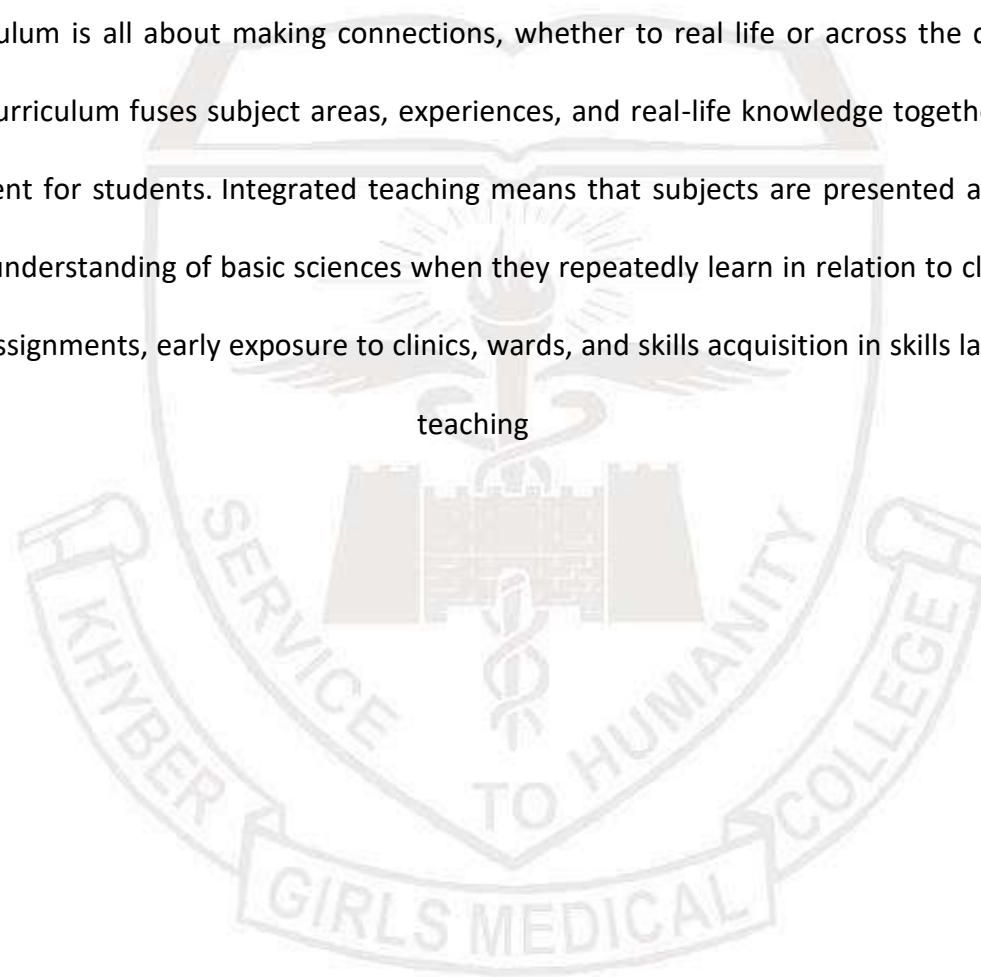 ulum is all about making connections, whether to real life or across the
urriculum fuses subject areas, experiences, and real-life knowledge
ent for students. Integrated teaching means that subjects are presented
understanding of basic sciences when they repeatedly learn in relation to
ssignments, early exposure to clinics, wards, and skills acquisition in skills
teaching
SERVICE TO HUMANITY
KHYBER GIRLS MEDICAL COLLEGE